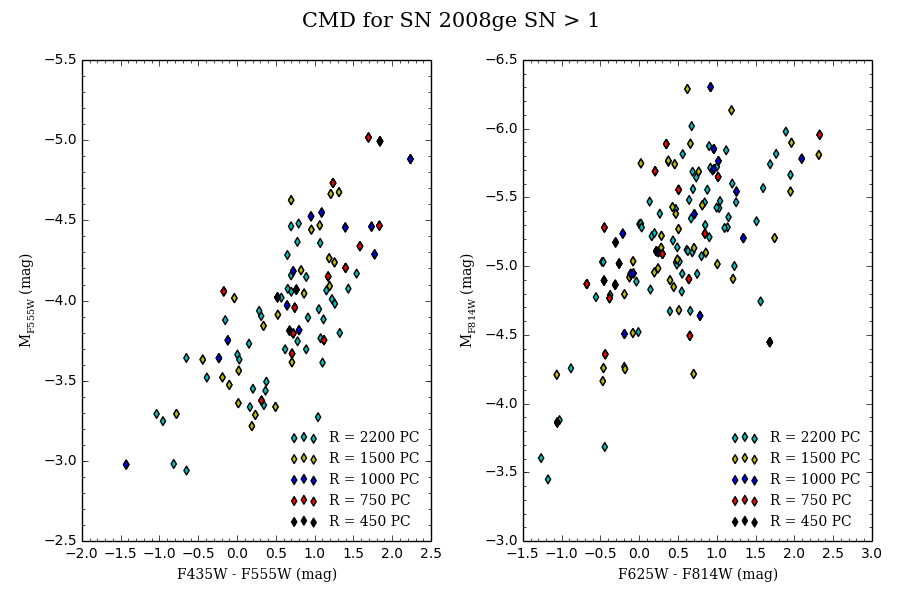 CMD for SN 2008ge SN > 1
−5.5
−5.0
−4.5
−4.0
−3.5
−3.0
−2.5
M_F555W (mag)
−2.0 −1.5 −1.0 −0.5 0.0 0.5 1.0 1.5 2.0 2.5
F435W - F555W (mag)
R = 2200 PC
R = 1500 PC
R = 1000 PC
R = 750 PC
R = 450 PC
−6.5
−6.0
−5.5
−5.0
−4.5
−4.0
−3.5
−3.0
M_F814W (mag)
−1.5 −1.0 −0.5 0.0 0.5 1.0 1.5 2.0 2.5 3.0
F625W - F814W (mag)
R = 2200 PC
R = 1500 PC
R = 1000 PC
R = 750 PC
R = 450 PC